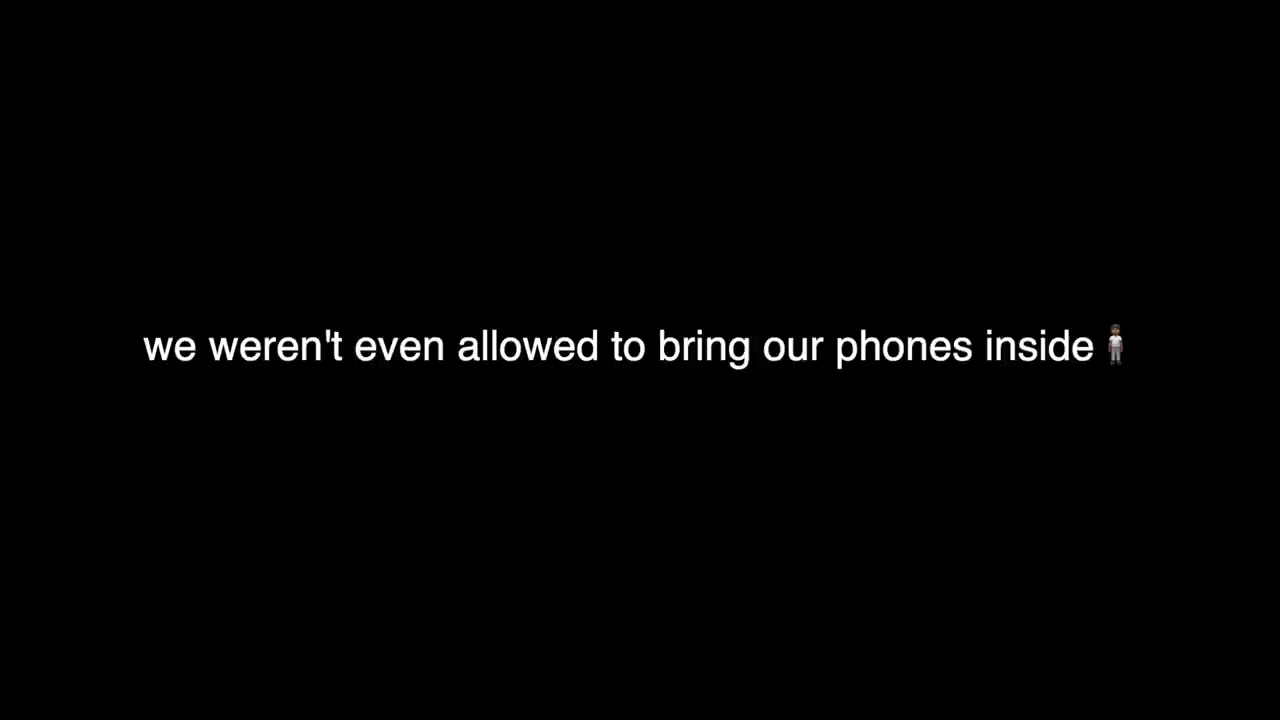 we weren't even allowed to bring our phones inside 🧍🏾‍♂️